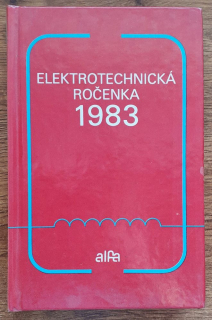 ELEKTROTECHNICKÁ
ROČENKA
1983
alfa